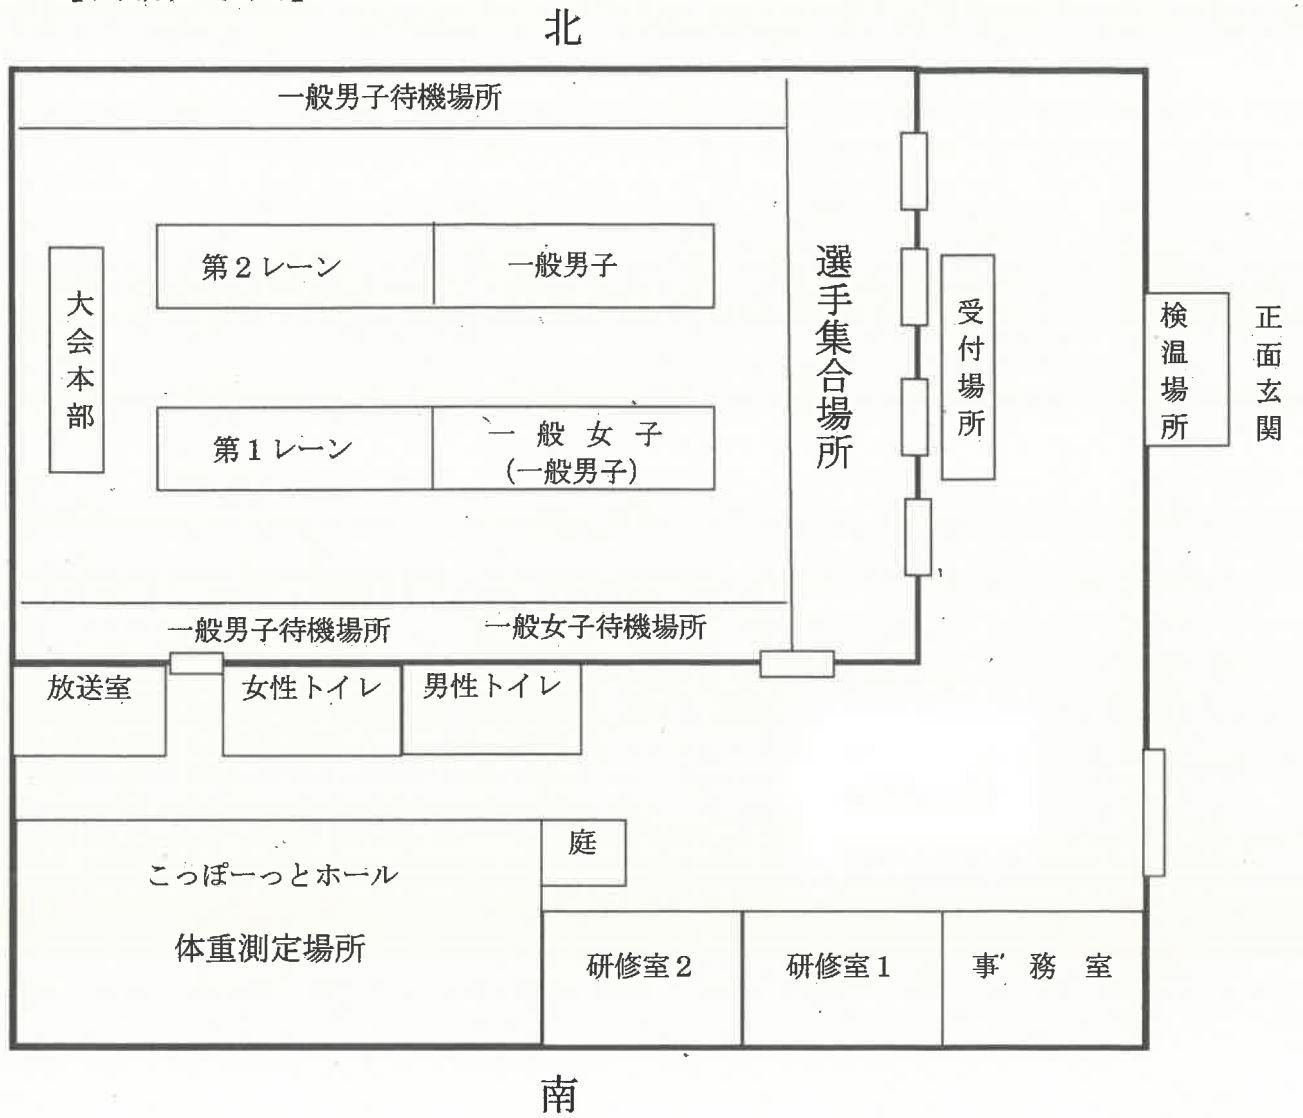 北
一般男子待機場所
第2レーン
一般男子
大会本部
第1レーン
一般女子
(一般男子)
選手集合場所
受付場所
検温場所
正面玄関
一般男子待機場所
一般女子待機場所
放送室
女性トイレ
男性トイレ
庭
こっぽーっとホール
体重測定場所
研修室2
研修室1
事務室
南